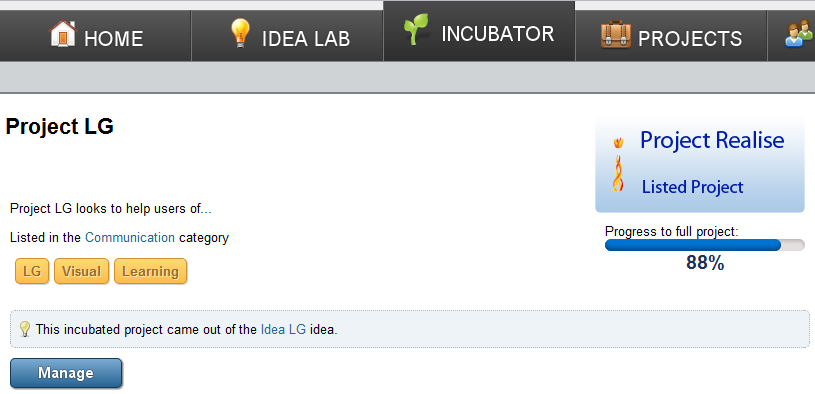 HOME IDEA LAB INCUBATOR PROJECTS
Project LG
Project Realise
Listed Project
Project LG looks to help users of...
Progress to full project:
88%
Listed in the Communication category
LG Visual Learning
This incubated project came out of the Idea LG idea.
Manage